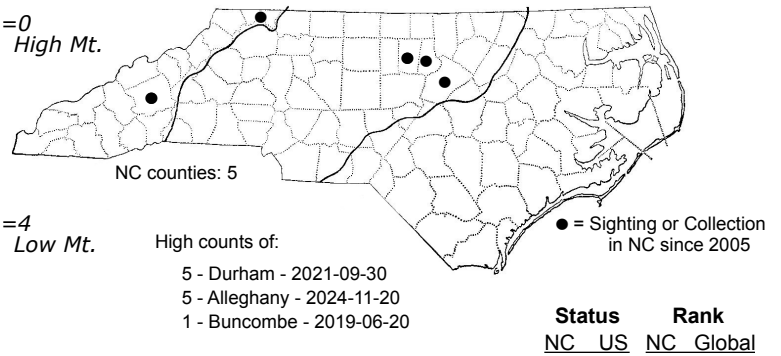 =0
High Mt.
NC counties: 5
=4
Low Mt.
High counts of:
5 - Durham - 2021-09-30
5 - Alleghany - 2024-11-20
1 - Buncombe - 2019-06-20
= Sighting or Collection
in NC since 2005
Status Rank
NC US NC Global